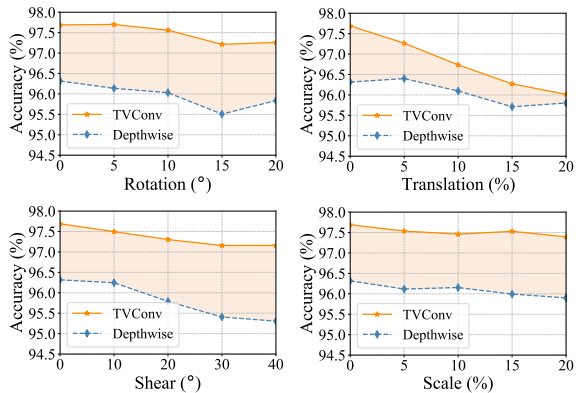 98.0
97.5
97.0
96.5
96.0
95.5
95.0
94.5
Accuracy (%)
TVConv
Depthwise
0 5 10 15 20
Rotation (°)
98.0
97.5
97.0
96.5
96.0
95.5
95.0
94.5
Accuracy (%)
TVConv
Depthwise
0 5 10 15 20
Translation (%)
98.0
97.5
97.0
96.5
96.0
95.5
95.0
94.5
Accuracy (%)
TVConv
Depthwise
0 10 20 30 40
Shear (°)
98.0
97.5
97.0
96.5
96.0
95.5
95.0
94.5
Accuracy (%)
TVConv
Depthwise
0 5 10 15 20
Scale (%)